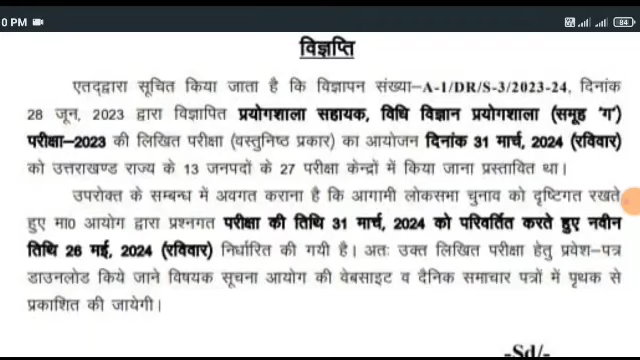 0 PM
84
विज्ञप्ति
एतद्द्वारा सूचित किया जाता है कि विज्ञापन संख्या-A-1/DR/S-3/2023-24, दिनांक
28 जून, 2023 द्वारा विज्ञापित प्रयोगशाला सहायक, विधि विज्ञान प्रयोगशाला (समूह 'ग')
परीक्षा-2023 की लिखित परीक्षा (वस्तुनिष्ठ प्रकार) का आयोजन दिनांक 31 मार्च, 2024 (रविवार)
को उत्तराखण्ड राज्य के 13 जनपदों के 27 परीक्षा केन्द्रों में किया जाना प्रस्तावित था।
उपरोक्त के सम्बन्ध में अवगत कराना है कि आगामी लोकसभा चुनाव को दृष्टिगत रखते
हुए मा0 आयोग द्वारा प्रश्नगत परीक्षा की तिथि 31 मार्च, 2024 को परिवर्तित करते हुए नवीन
तिथि 26 मई, 2024 (रविवार) निर्धारित की गयी है। अतः उक्त लिखित परीक्षा हेतु प्रवेश-पत्र
डाउनलोड किये जाने विषयक सूचना आयोग की वेबसाइट व दैनिक समाचार पत्रों में पृथक से
प्रकाशित की जायेगी।
-Sd/-